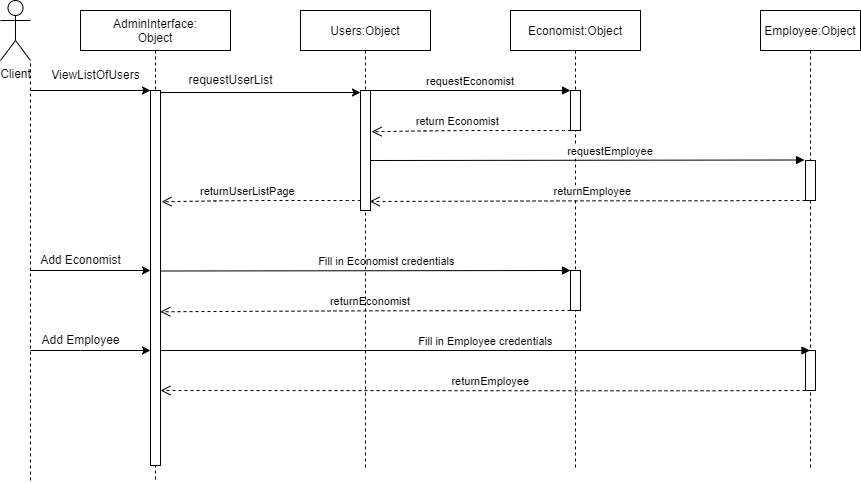 AdminInterface:
Object
Users:Object
Economist:Object
Employee:Object
Client
ViewListOfUsers
requestUserList
requestEconomist
return Economist
requestEmployee
returnUserListPage
returnEmployee
Add Economist
Fill in Economist credentials
returnEconomist
Add Employee
Fill in Employee credentials
returnEmployee